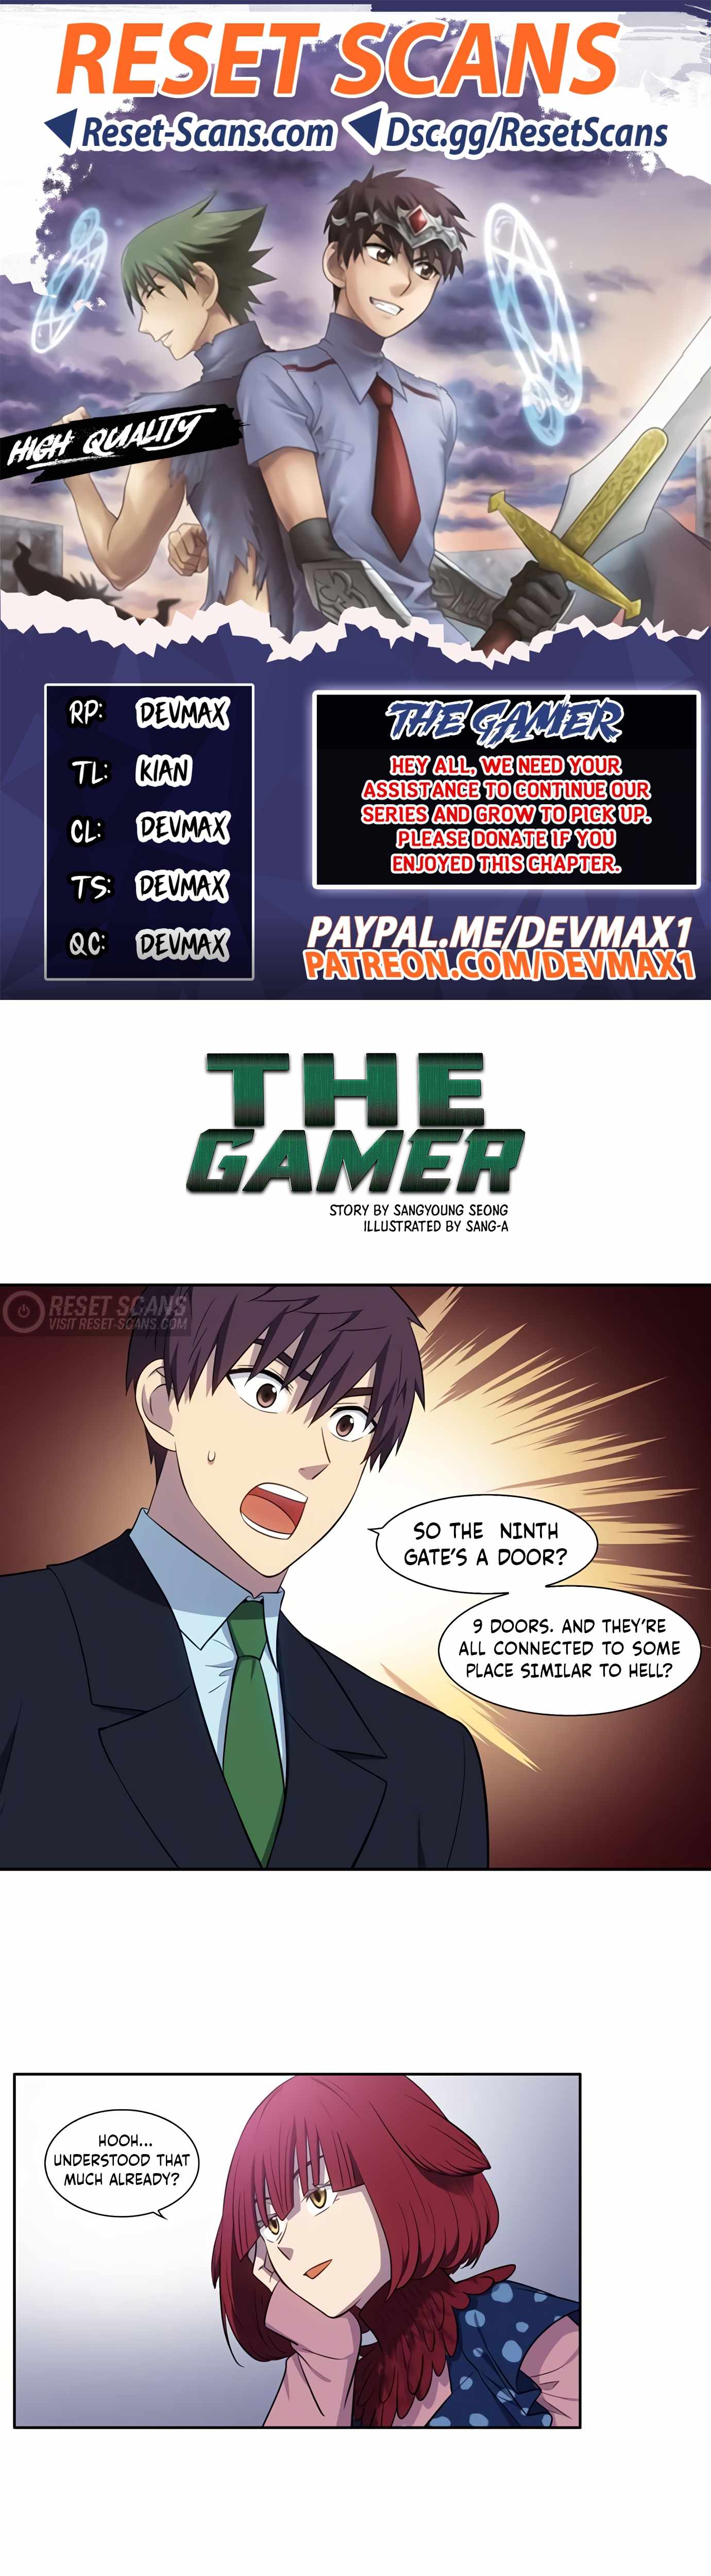 RESET SCANS
Reset-Scans.com
Dsc.gg/ResetScans
HIGH QUALITY
RP: DEVMAX
TL: KIAN
CL: DEVMAX
TS: DEVMAX
QC: DEVMAX
THE GAMER
HEY ALL, WE NEED YOUR
ASSISTANCE TO CONTINUE OUR
SERIES AND GROW TO PICK UP.
PLEASE DONATE IF YOU
ENJOYED THIS CHAPTER.
PAYPAL.ME/DEVMAX1
PATREON.COM/DEVMAX1
THE
GAMER
STORY BY SANGYOUNG SEONG
ILLUSTRATED BY SANG-A
RESET SCANS
VISIT RESET-SCANS.COM
SO THE NINTH
GATE'S A DOOR?
9 DOORS. AND THEY'RE
ALL CONNECTED TO SOME
PLACE SIMILAR TO HELL?
HOOH...
UNDERSTOOD THAT
MUCH ALREADY?